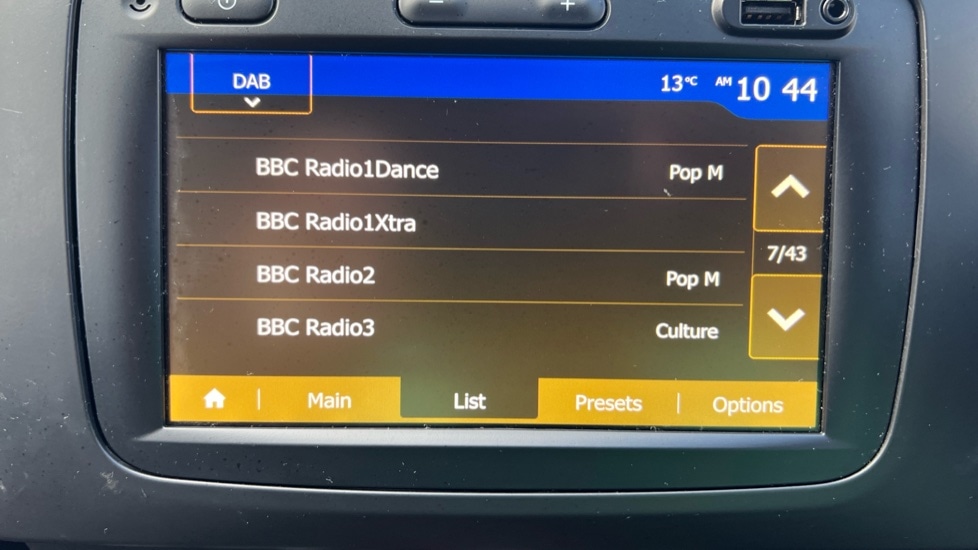 DAB 13°C AM 10 44
BBC Radio1Dance Pop M
BBC Radio1Xtra
7/43
BBC Radio2 Pop M
BBC Radio3 Culture
Main List Presets Options